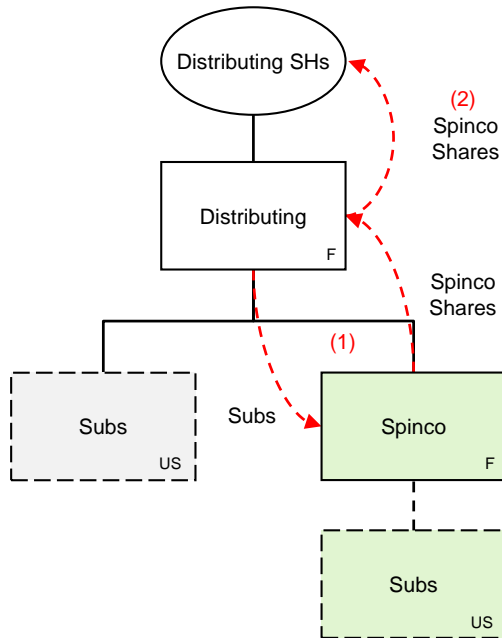 Distributing SHs
(2)
Spinco
Shares
Distributing
F
Spinco
Shares
(1)
Subs
US
Subs
Spinco
F
Subs
US